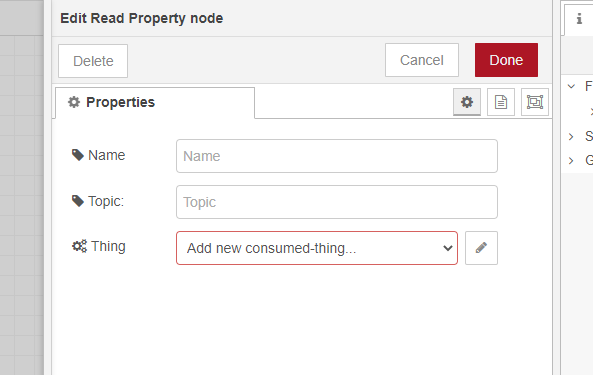 Edit Read Property node
Delete
Cancel
Done
Properties
Name
Name
Topic:
Topic
Thing
Add new consumed-thing...
i
F
S
G